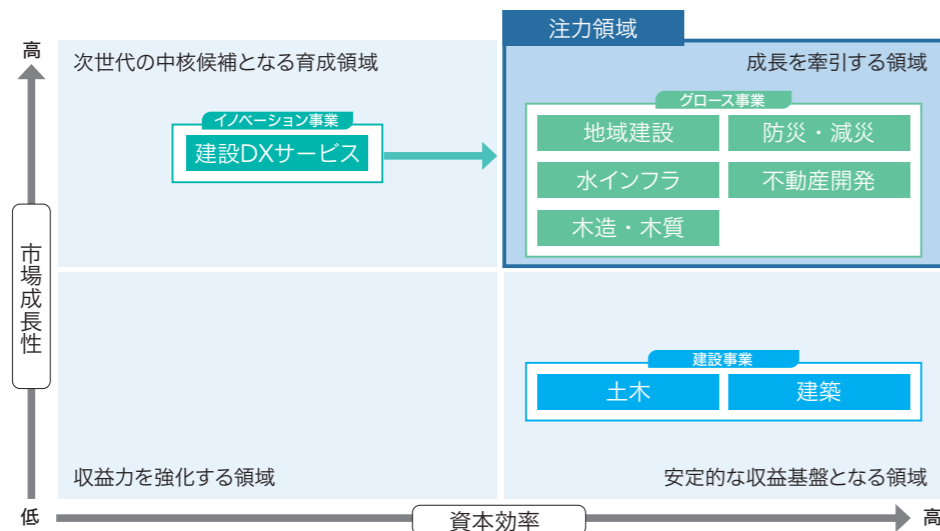 注力領域
高
次世代の中核候補となる育成領域
成長を牽引する領域
イノベーション事業
建設DXサービス
グロース事業
地域建設
防災・減災
水インフラ
不動産開発
木造・木質
市場成長性
建設事業
土木
建築
収益力を強化する領域
安定的な収益基盤となる領域
低
資本効率
高